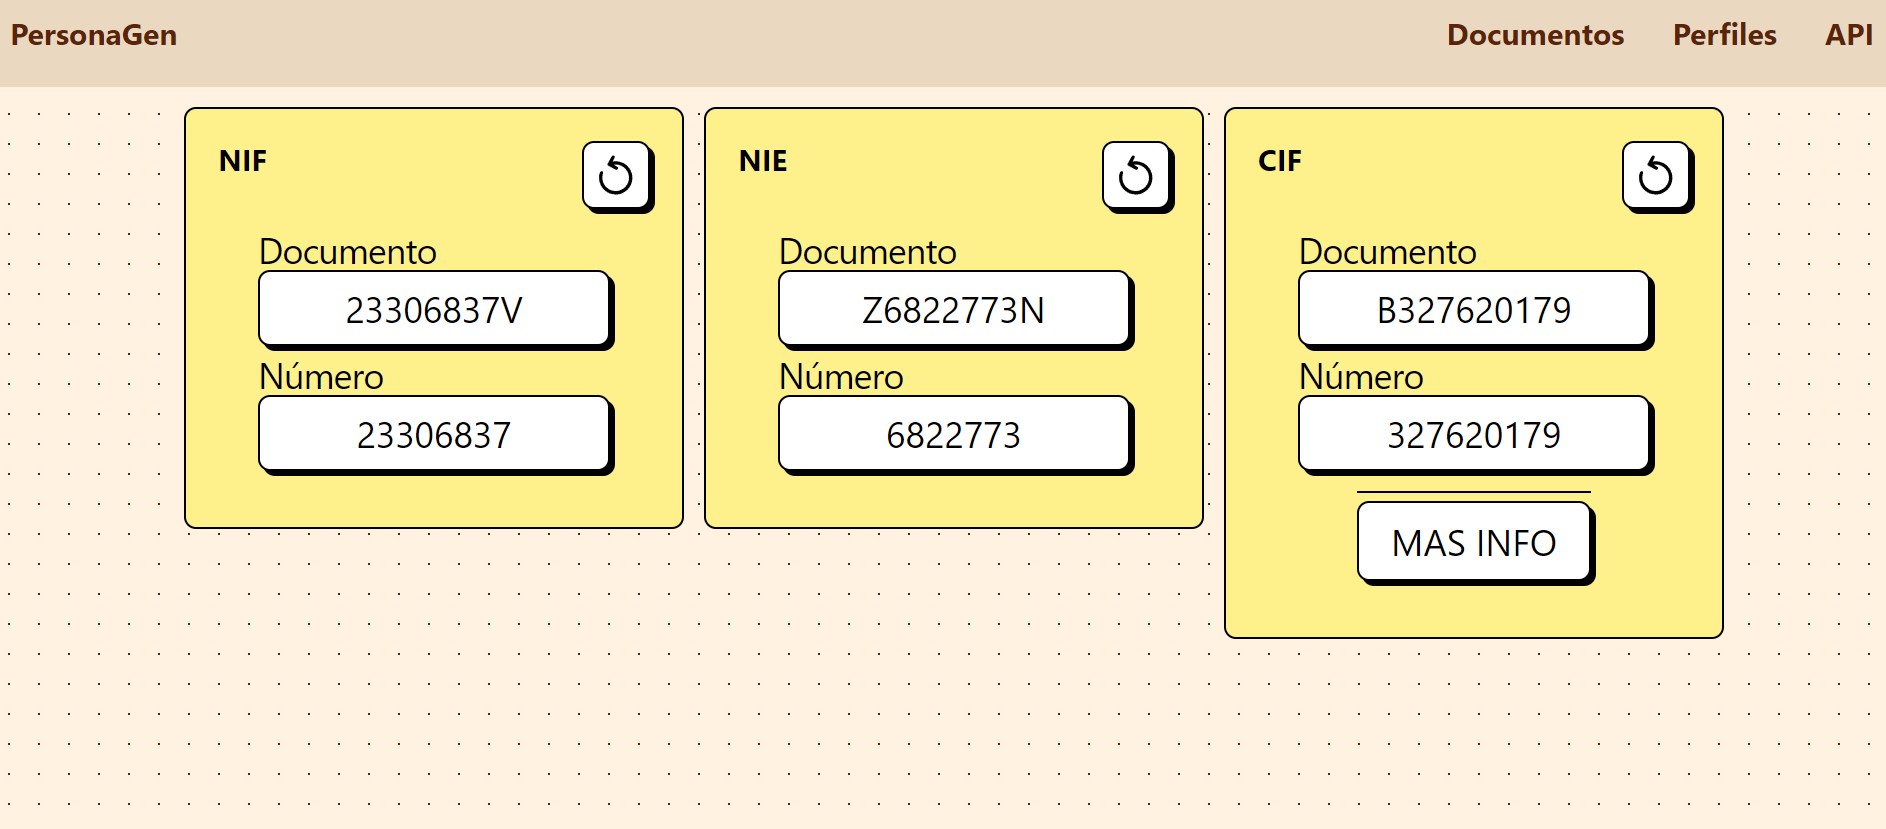 PersonaGen
Documentos Perfiles API
NIF
Documento
23306837V
Número
23306837
NIE
Documento
Z6822773N
Número
6822773
CIF
Documento
B327620179
Número
327620179
MAS INFO